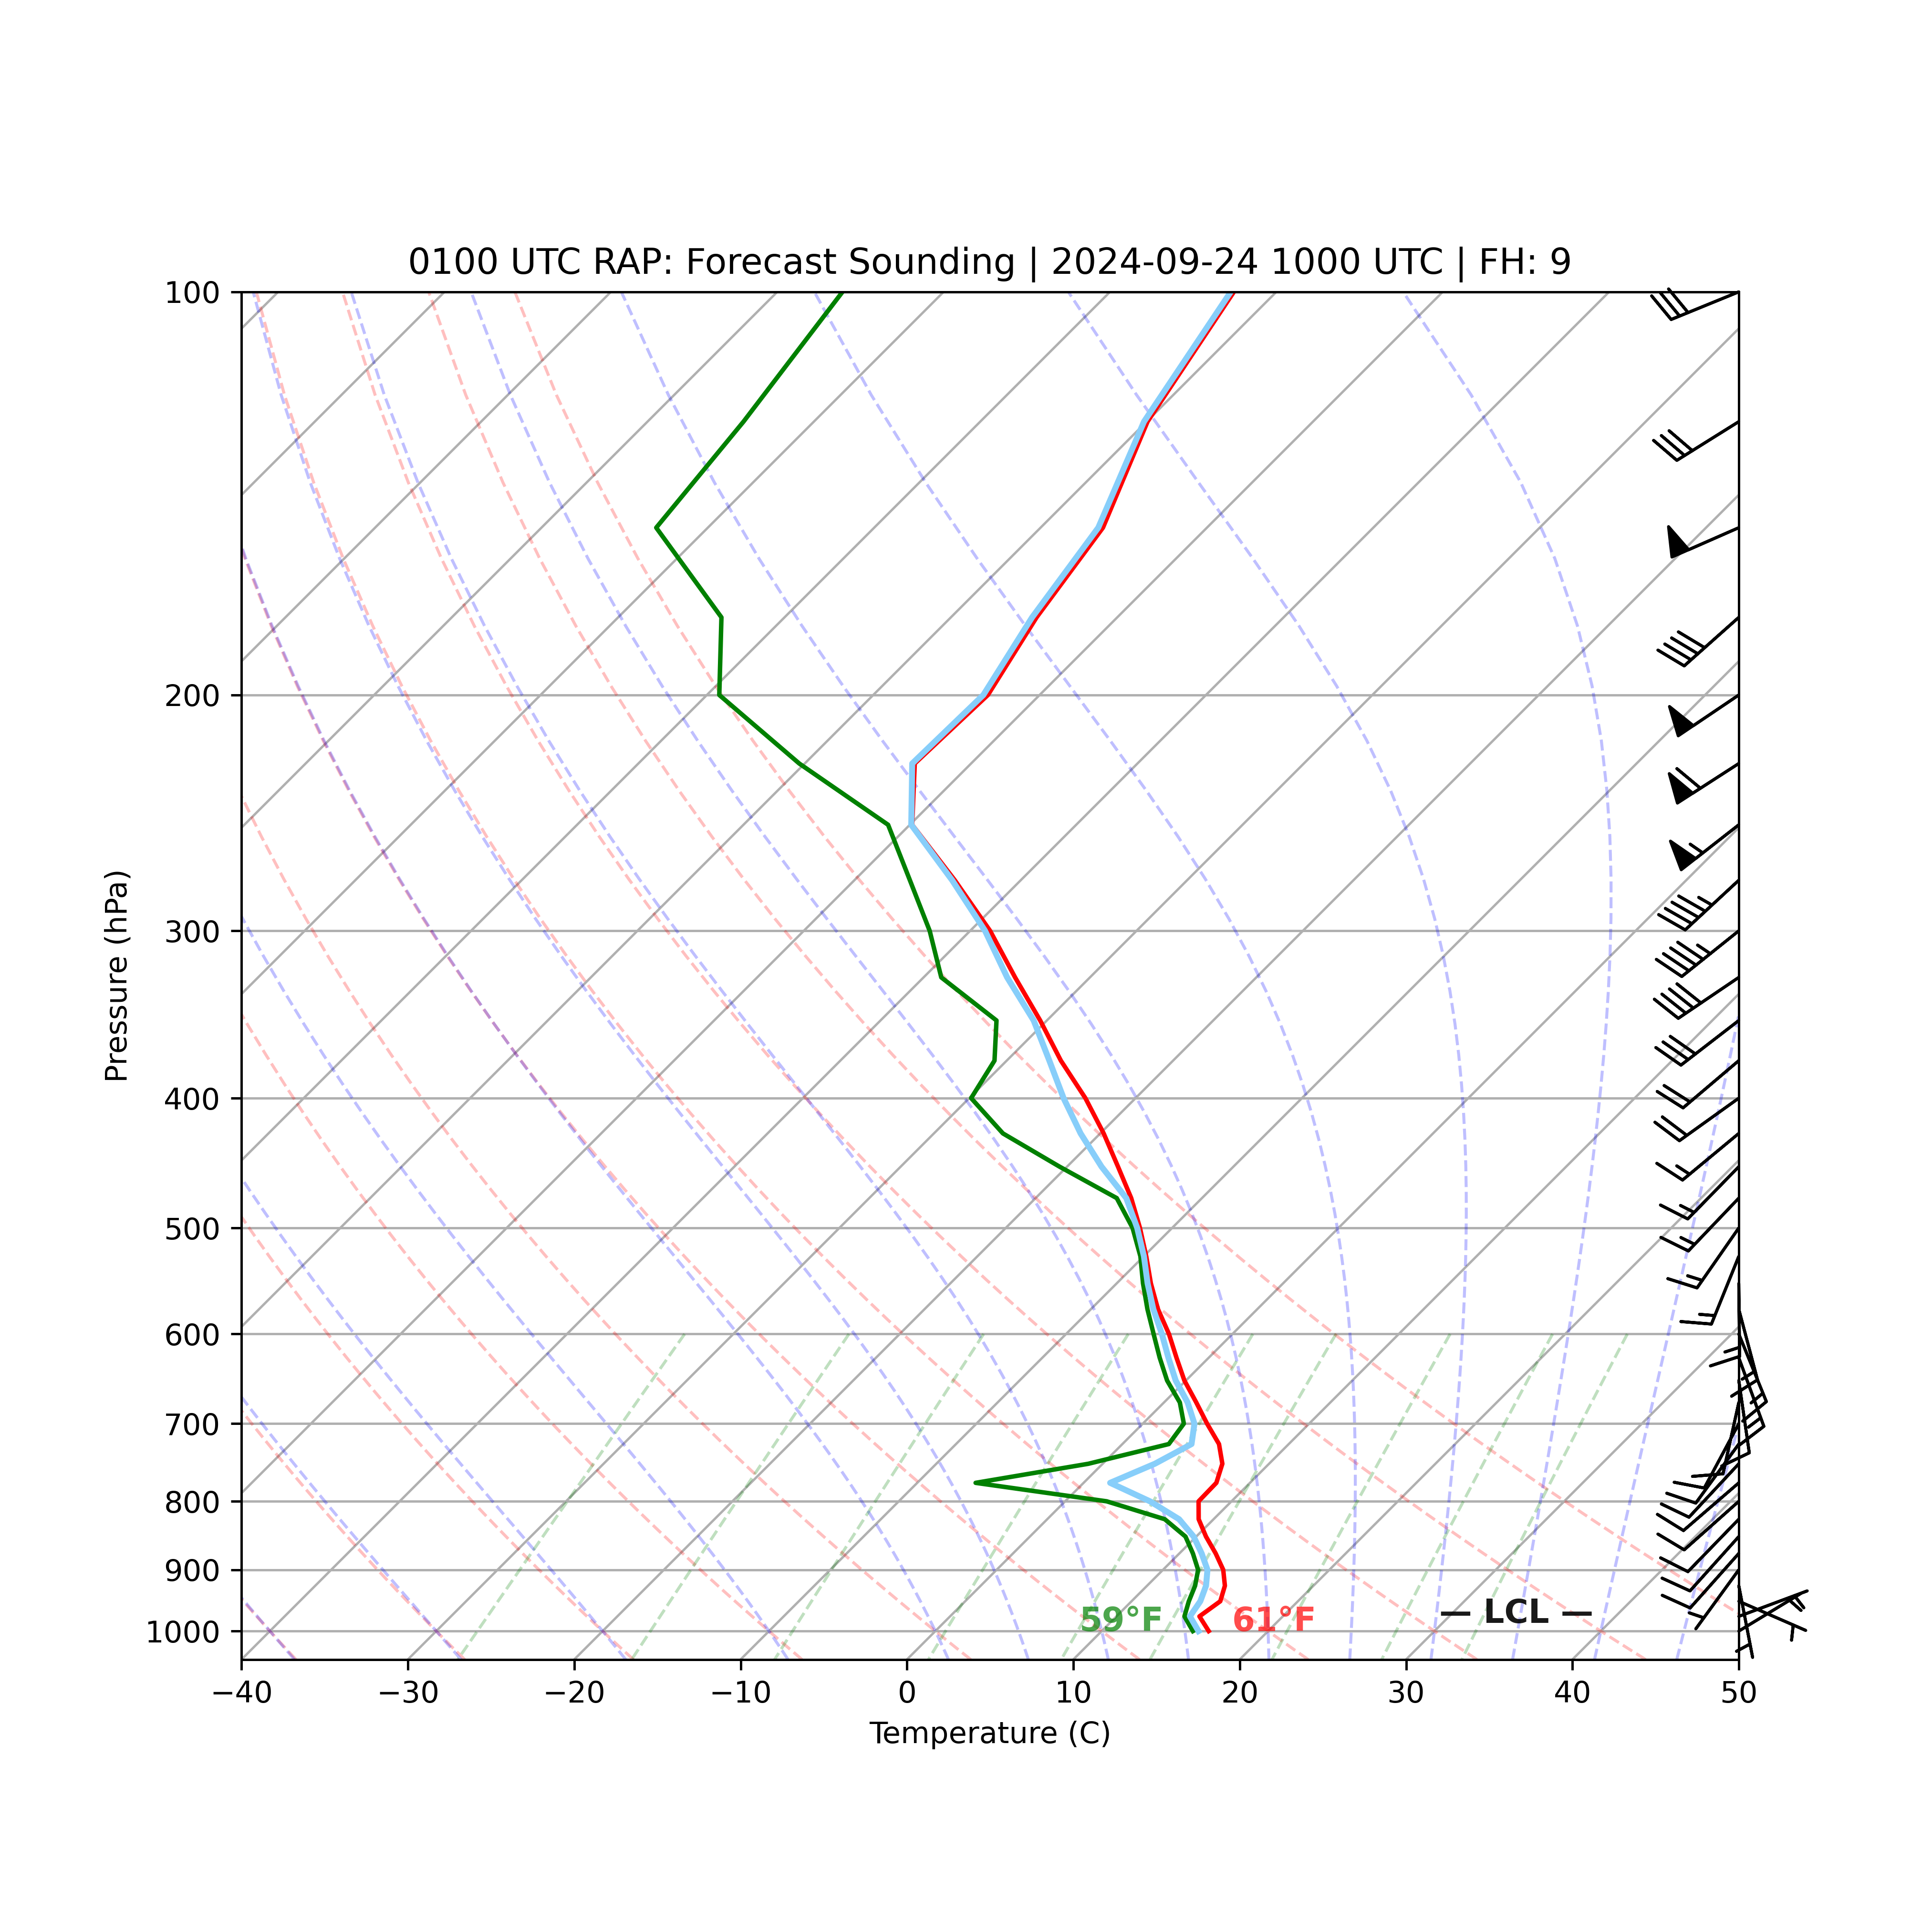 0100 UTC RAP: Forecast Sounding | 2024-09-24 1000 UTC | FH: 9
Pressure (hPa)
100
200
300
400
500
600
700
800
900
1000
59°F
61°F
— LCL —
−40 −30 −20 −10 0 10 20 30 40 50
Temperature (C)